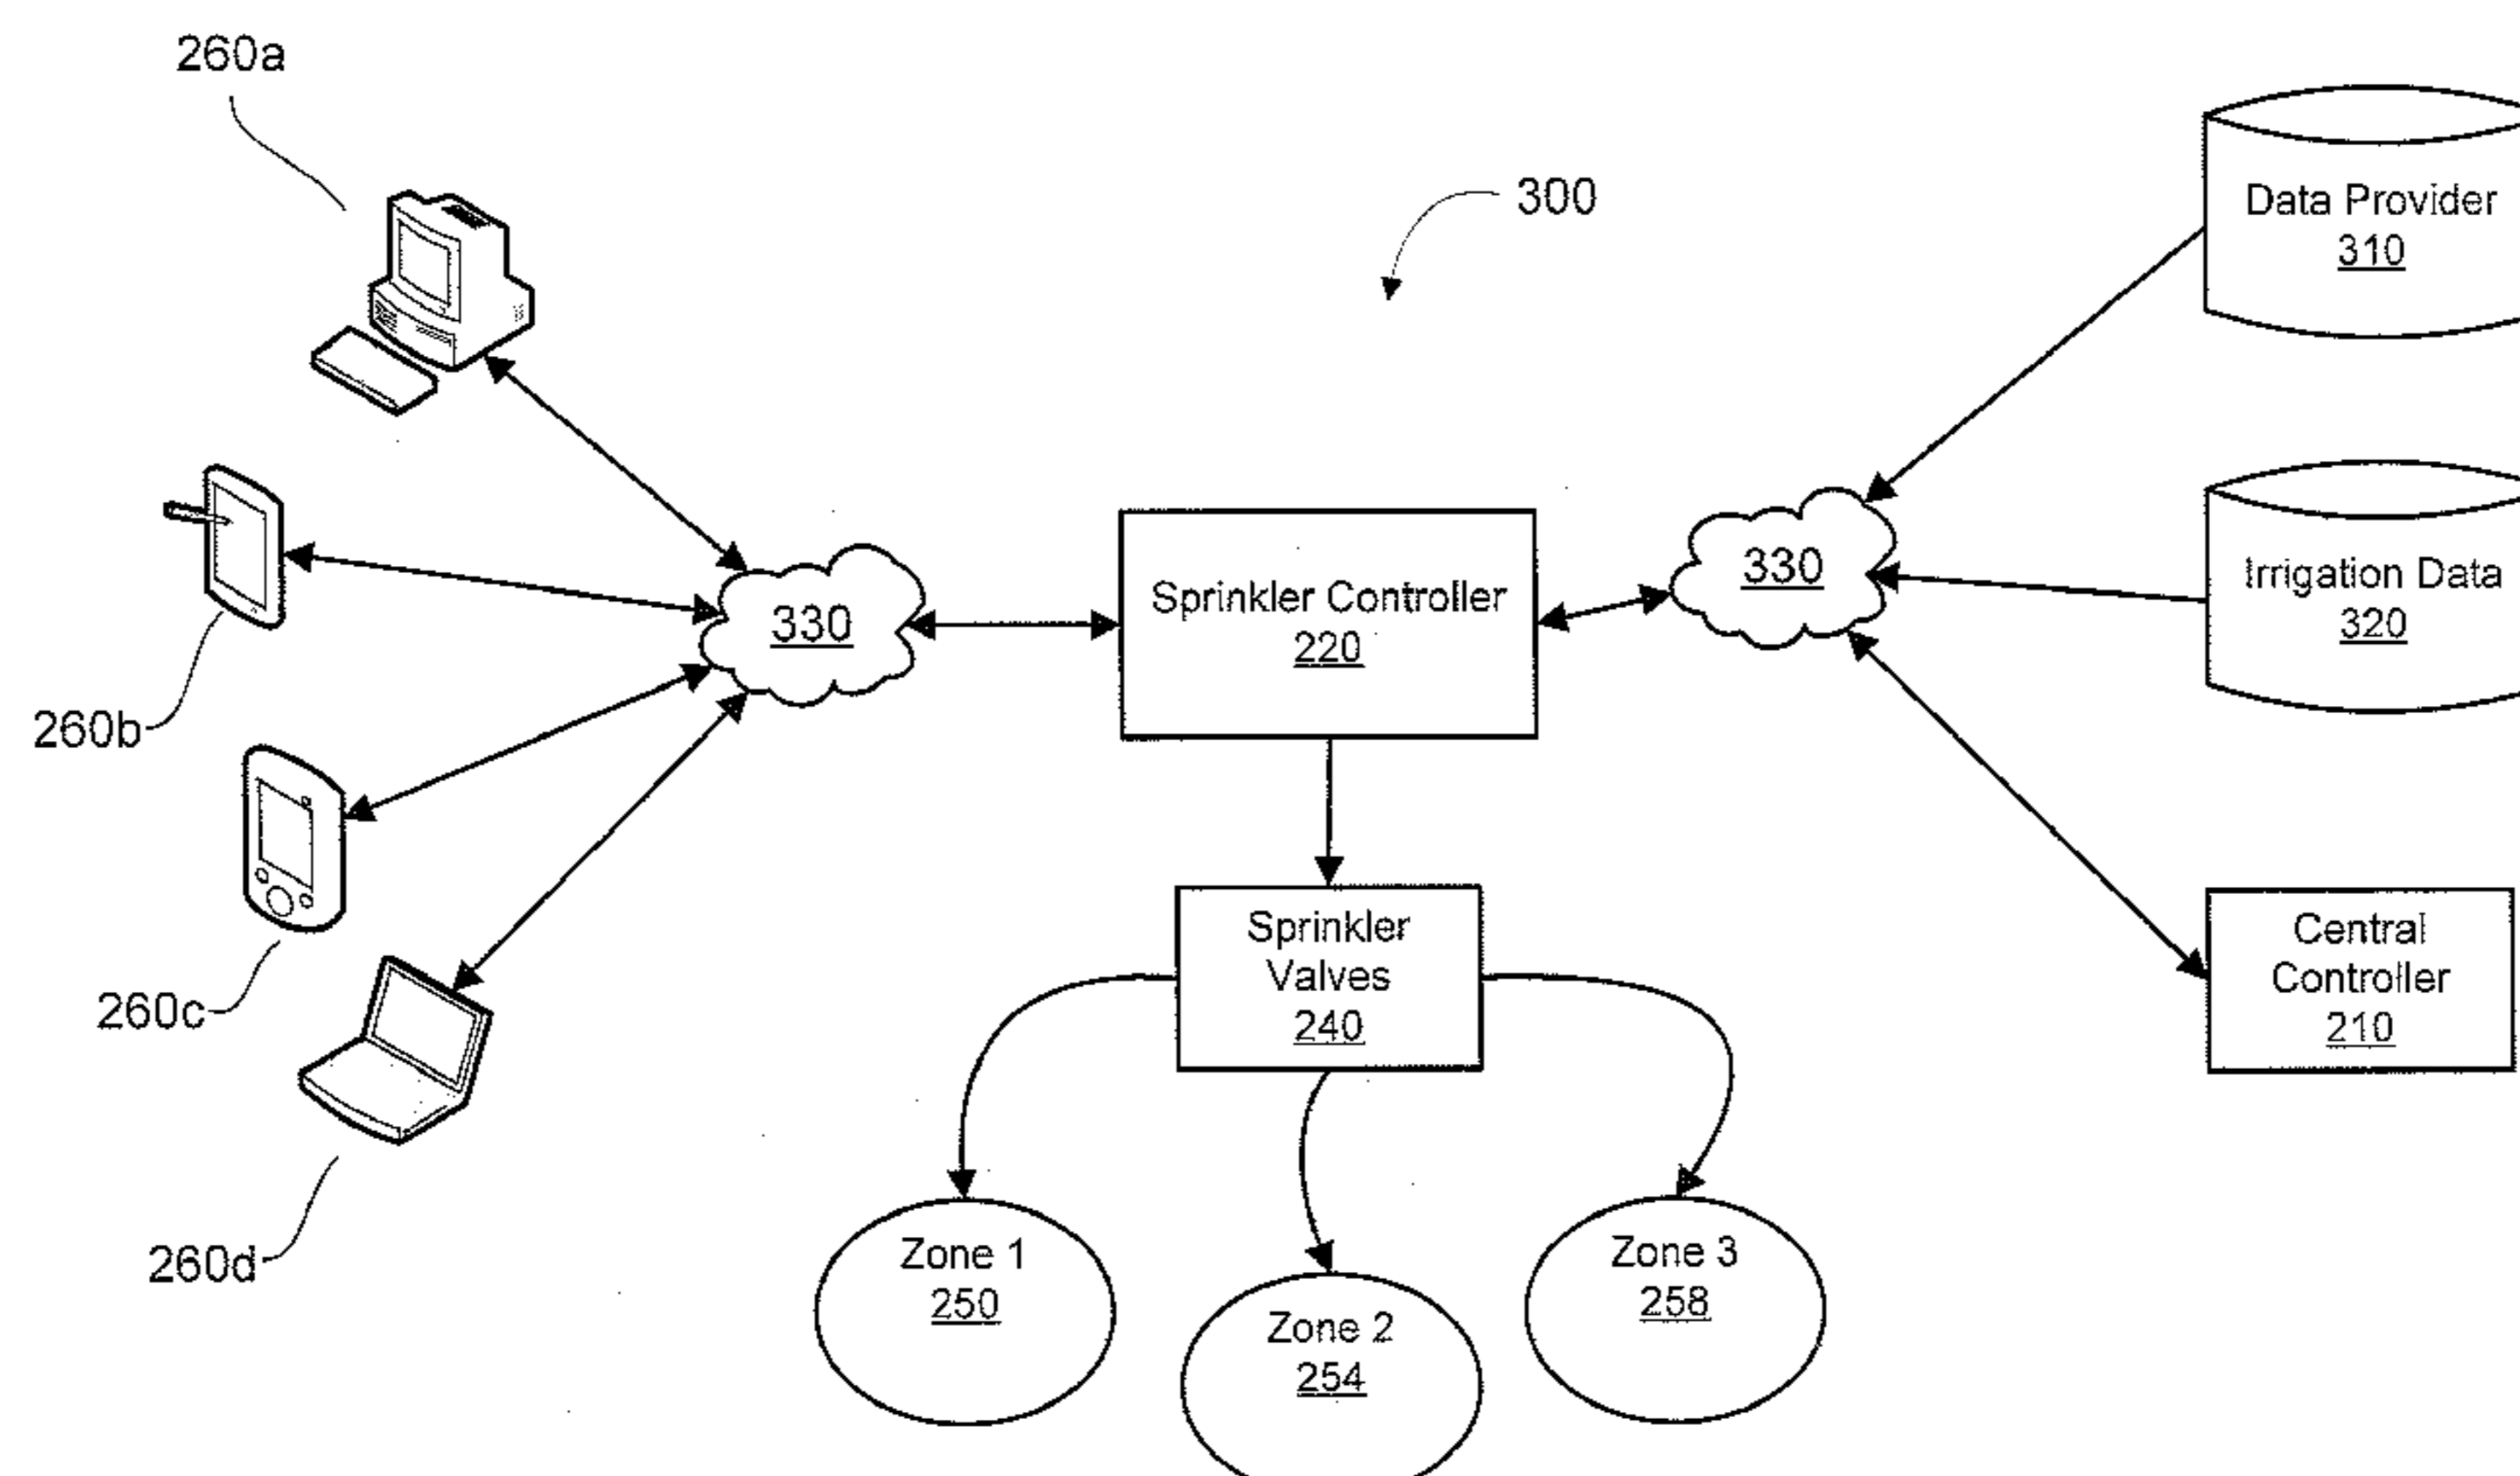 260a
300
Data Provider
310
260b
330
Sprinkler Controller
220
330
Irrigation Data
320
260c
Sprinkler
Valves
240
Central
Controller
210
260d
Zone 1
250
Zone 2
254
Zone 3
258